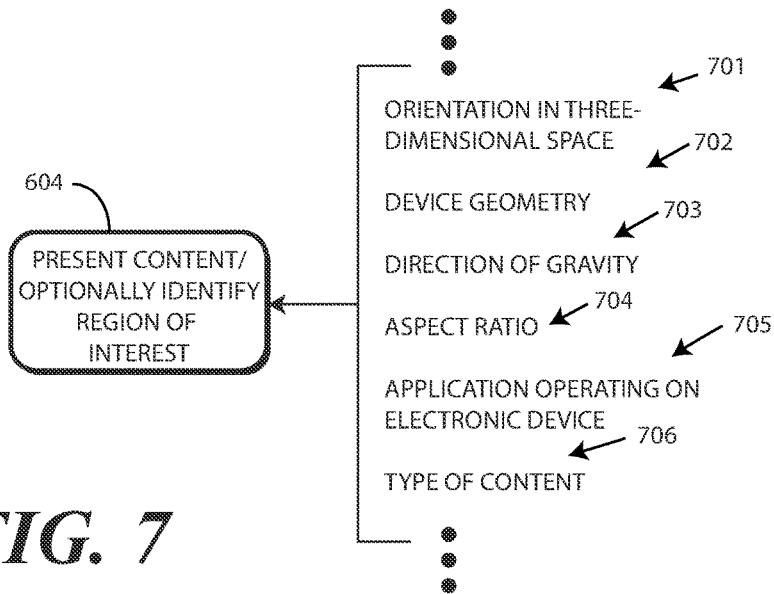 701
ORIENTATION IN THREE-
DIMENSIONAL SPACE
702
604
DEVICE GEOMETRY
703
PRESENT CONTENT/
OPTIONALLY IDENTIFY
REGION OF
INTEREST
DIRECTION OF GRAVITY
704
ASPECT RATIO
705
APPLICATION OPERATING ON
ELECTRONIC DEVICE
706
TYPE OF CONTENT
IG. 7